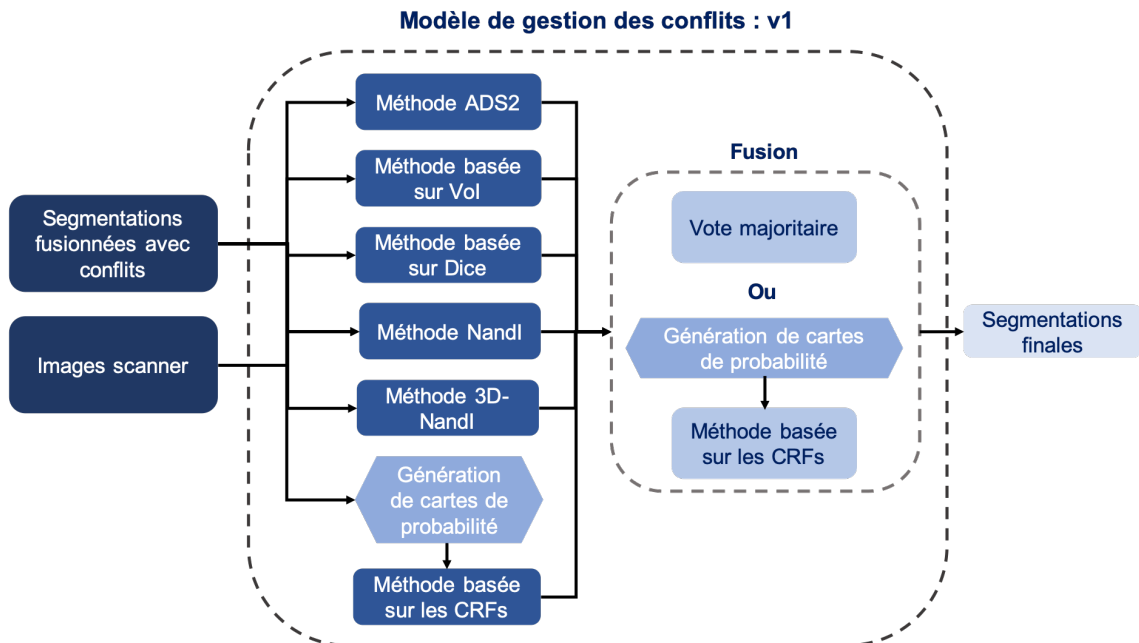 Modèle de gestion des conflits : v1
Segmentations
fusionnées avec
conflits
Images scanner
Méthode ADS2
Méthode basée
sur VoI
Méthode basée
sur Dice
Méthode NandI
Méthode 3D-
NandI
Génération
de cartes de
probabilité
Méthode basée
sur les CRFs
Fusion
Vote majoritaire
Ou
Génération de cartes
de probabilité
Méthode basée
sur les CRFs
Segmentations
finales